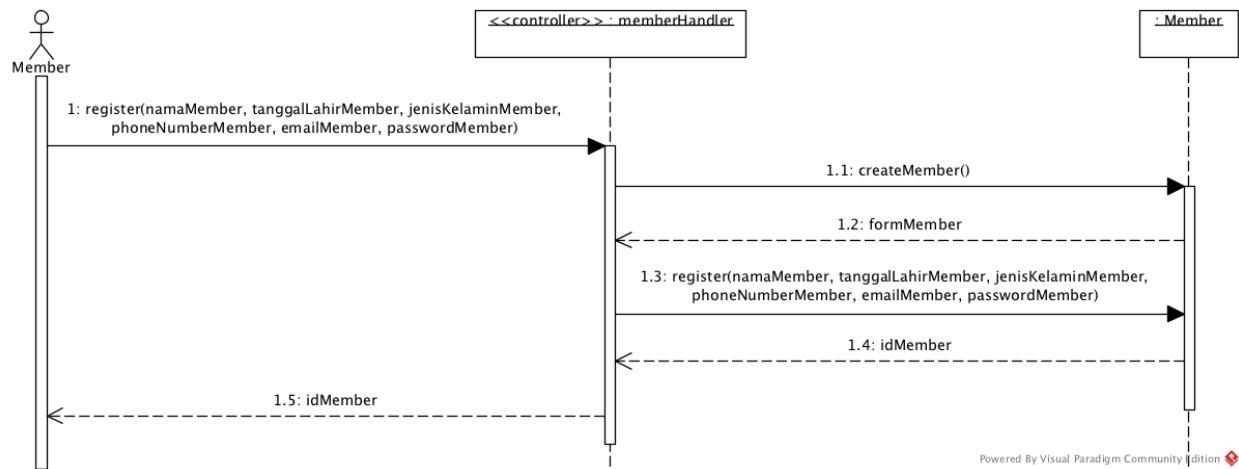 <<controller>> : memberHandler
: Member
Member
1: register(namaMember, tanggalLahirMember, jenisKelaminMember,
phoneNumberMember, emailMember, passwordMember)
1.1: createMember()
1.2: formMember
1.3: register(namaMember, tanggalLahirMember, jenisKelaminMember,
phoneNumberMember, emailMember, passwordMember)
1.4: idMember
1.5: idMember
Powered By Visual Paradigm Community Edition